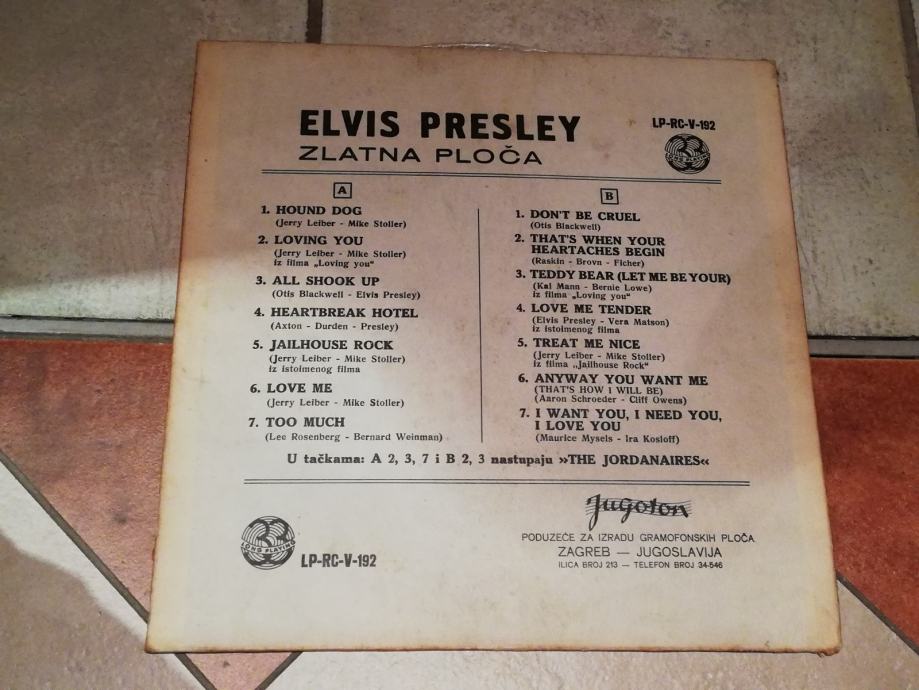 ELVIS PRESLEY
ZLATNA PLOČA
LP-RC-V-192
33
LONG PLAYING
A
1. HOUND DOG
(Jerry Leiber - Mike Stoller)
2. LOVING YOU
(Jerry Leiber - Mike Stoller)
iz filma „Loving you“
3. ALL SHOOK UP
(Otis Blackwell - Elvis Presley)
4. HEARTBREAK HOTEL
(Axton - Durden - Presley)
5. JAILHOUSE ROCK
(Jerry Leiber - Mike Stoller)
iz istoimenog filma
6. LOVE ME
(Jerry Leiber - Mike Stoller)
7. TOO MUCH
(Lee Rosenberg - Bernard Weinman)
B
1. DON'T BE CRUEL
(Otis Blackwell)
2. THAT'S WHEN YOUR
HEARTACHES BEGIN
(Raskin - Brovn - Ficher)
3. TEDDY BEAR (LET ME BE YOUR)
(Kal Mann - Bernie Lowe)
iz filma „Loving you“
4. LOVE ME TENDER
(Elvis Presley - Vera Matson)
iz istoimenog filma
5. TREAT ME NICE
(Jerry Leiber - Mike Stoller)
iz filma „Jailhouse Rock“
6. ANYWAY YOU WANT ME
(THAT'S HOW I WILL BE)
(Aaron Schroeder - Cliff Owens)
7. I WANT YOU, I NEED YOU,
I LOVE YOU
(Maurice Mysels - Ira Kosloff)
U tačkama: A 2, 3, 7 i B 2, 3 nastupaju »THE JORDANAIRES«
33
LONG PLAYING
LP-RC-V-192
Jugoton
PODUZEĆE ZA IZRADU GRAMOFONSKIH PLOČA
ZAGREB — JUGOSLAVIJA
ILICA BROJ 213 — TELEFON BROJ 34-546